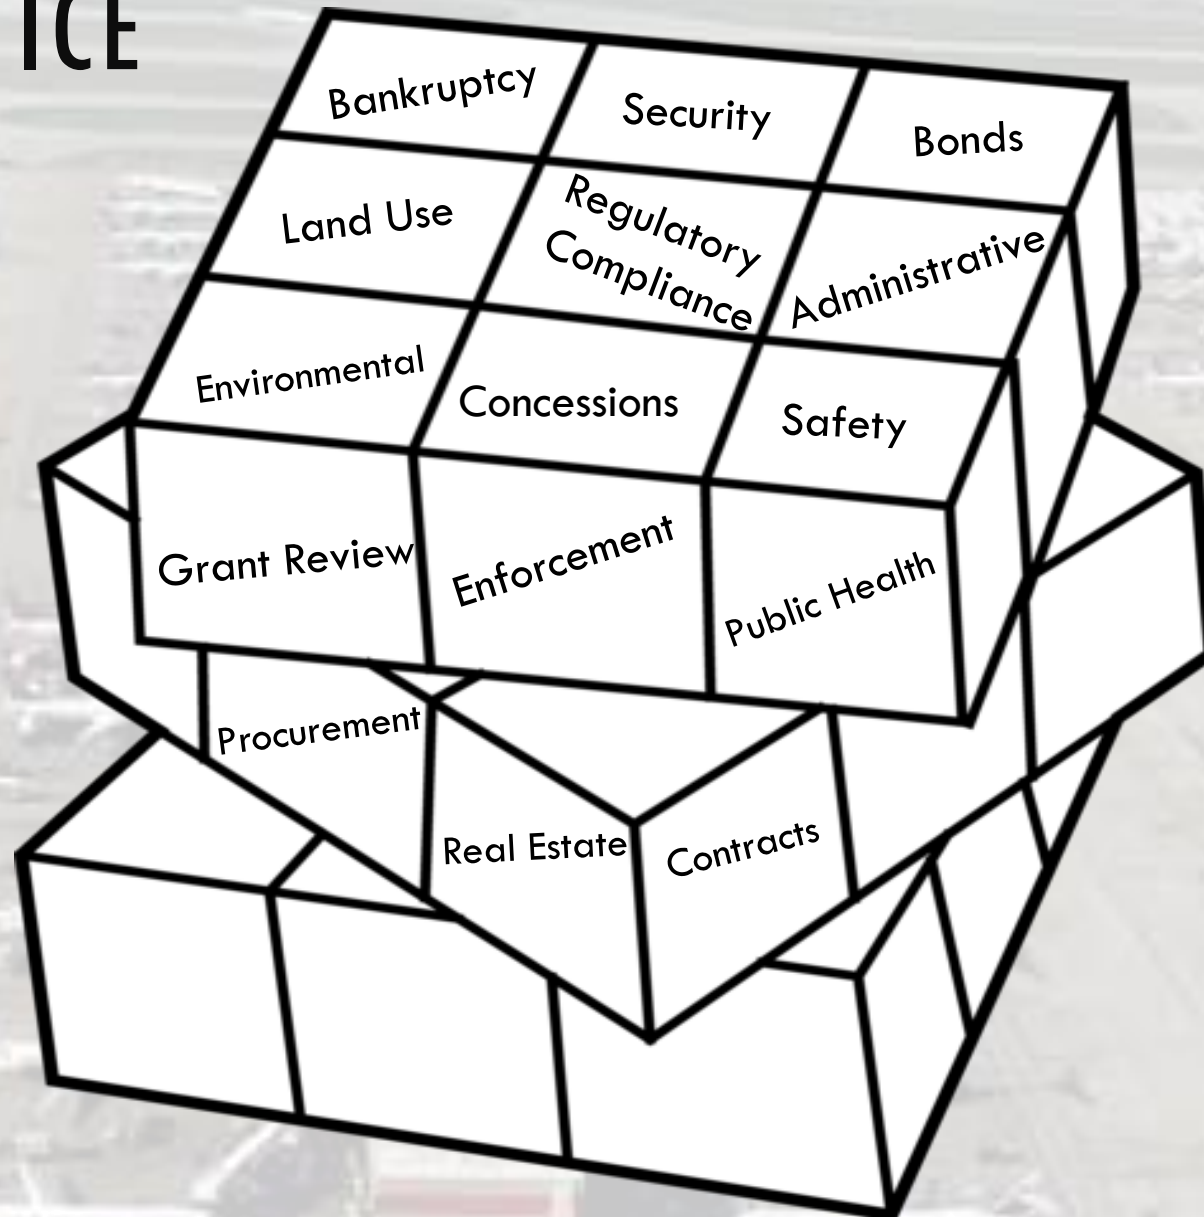 ICE
Bankruptcy
Security
Bonds
Land Use
Regulatory
Compliance
Administrative
Environmental
Concessions
Safety
Grant Review
Enforcement
Public Health
Procurement
Real Estate
Contracts